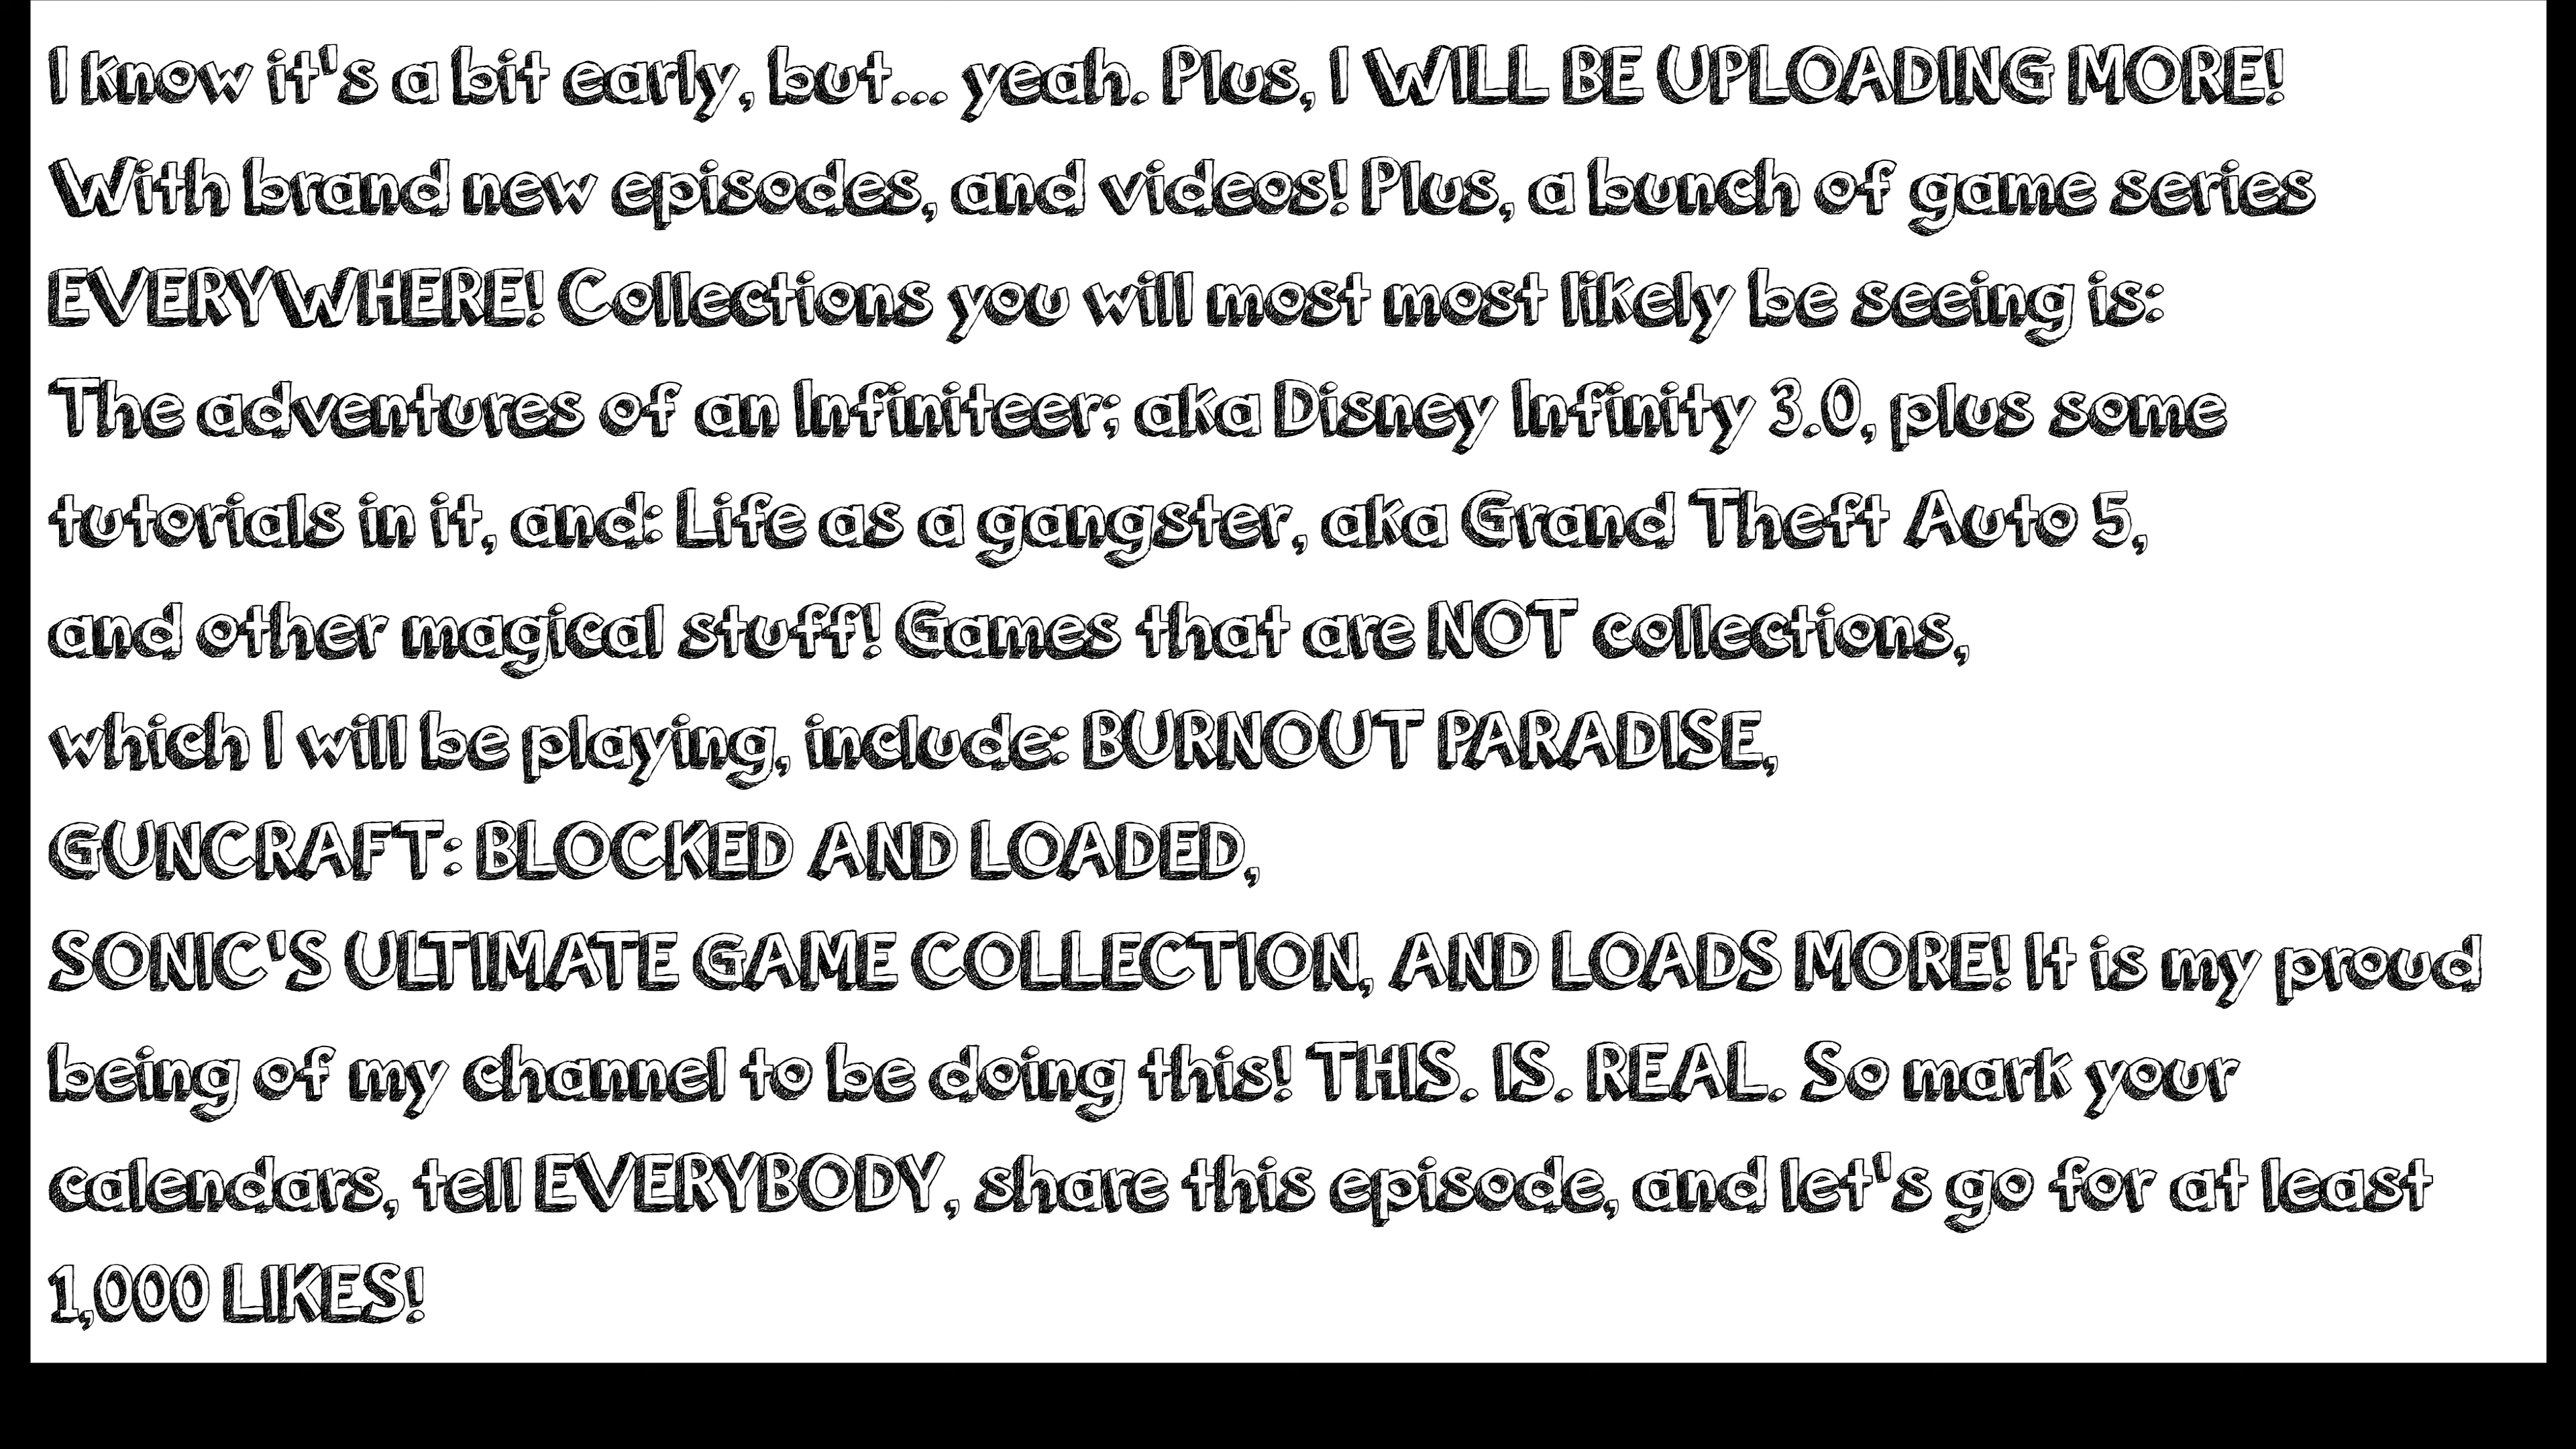 I know it's a bit early, but... yeah. Plus, I WILL BE UPLOADING MORE!
With brand new episodes, and videos! Plus, a bunch of game series
EVERYWHERE! Collections you will most most likely be seeing is:
The adventures of an Infiniteer; aka Disney Infinity 3.0, plus some
tutorials in it, and: Life as a gangster, aka Grand Theft Auto 5,
and other magical stuff! Games that are NOT collections,
which I will be playing, include: BURNOUT PARADISE,
GUNCRAFT: BLOCKED AND LOADED,
SONIC'S ULTIMATE GAME COLLECTION, AND LOADS MORE! It is my proud
being of my channel to be doing this! THIS. IS. REAL. So mark your
calendars, tell EVERYBODY, share this episode, and let's go for at least
1,000 LIKES!